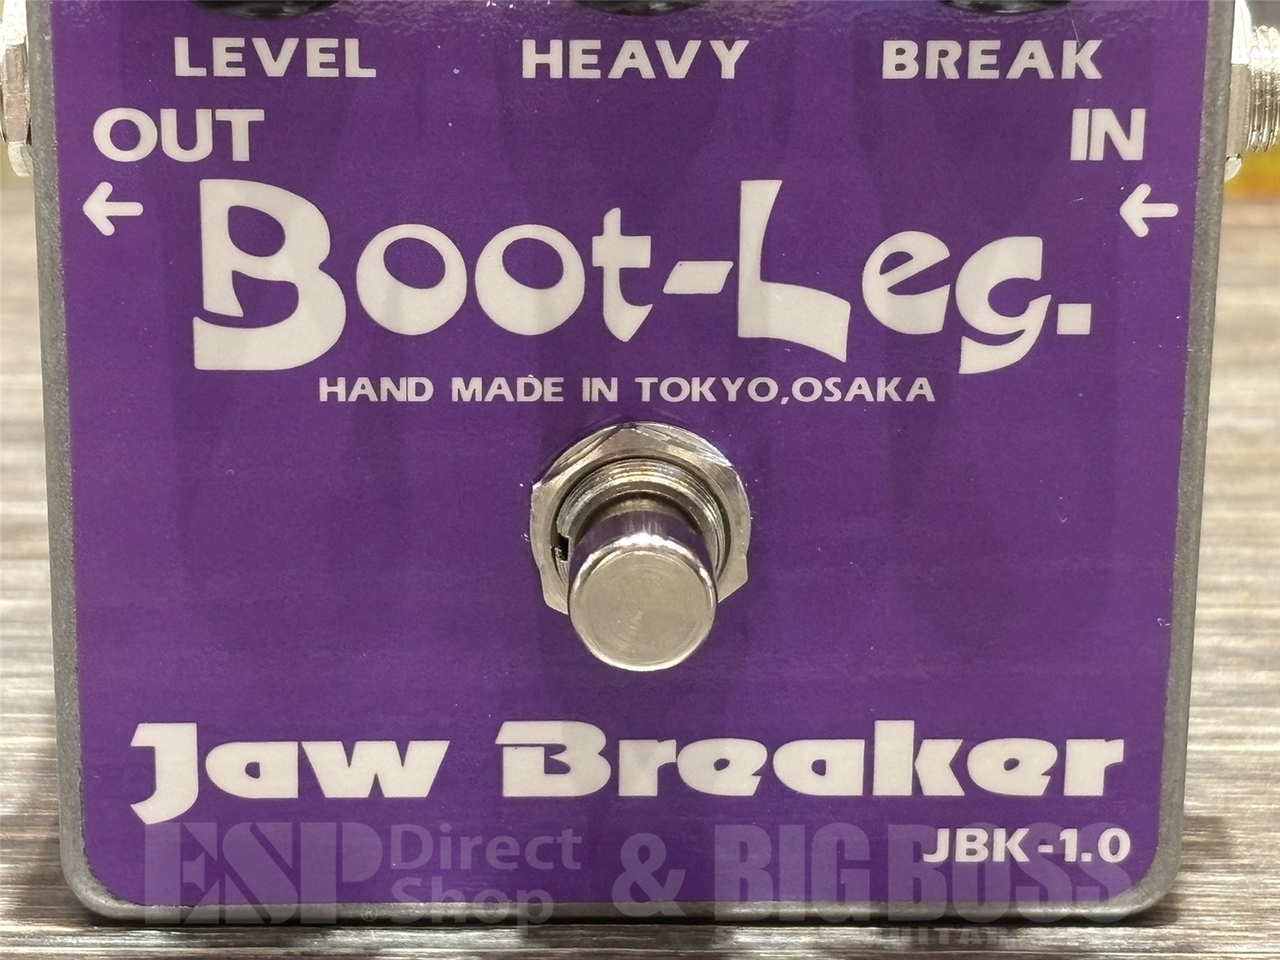 LEVEL HEAVY BREAK
OUT IN
← ←
Boot-Leg.
HAND MADE IN TOKYO,OSAKA
Jaw Breaker
JBK-1.0
ESP Direct Shop & BIG BOSS